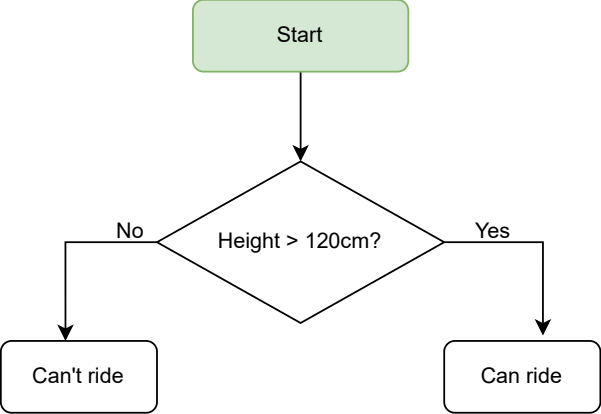 Start
Height > 120cm?
No
Yes
Can't ride
Can ride